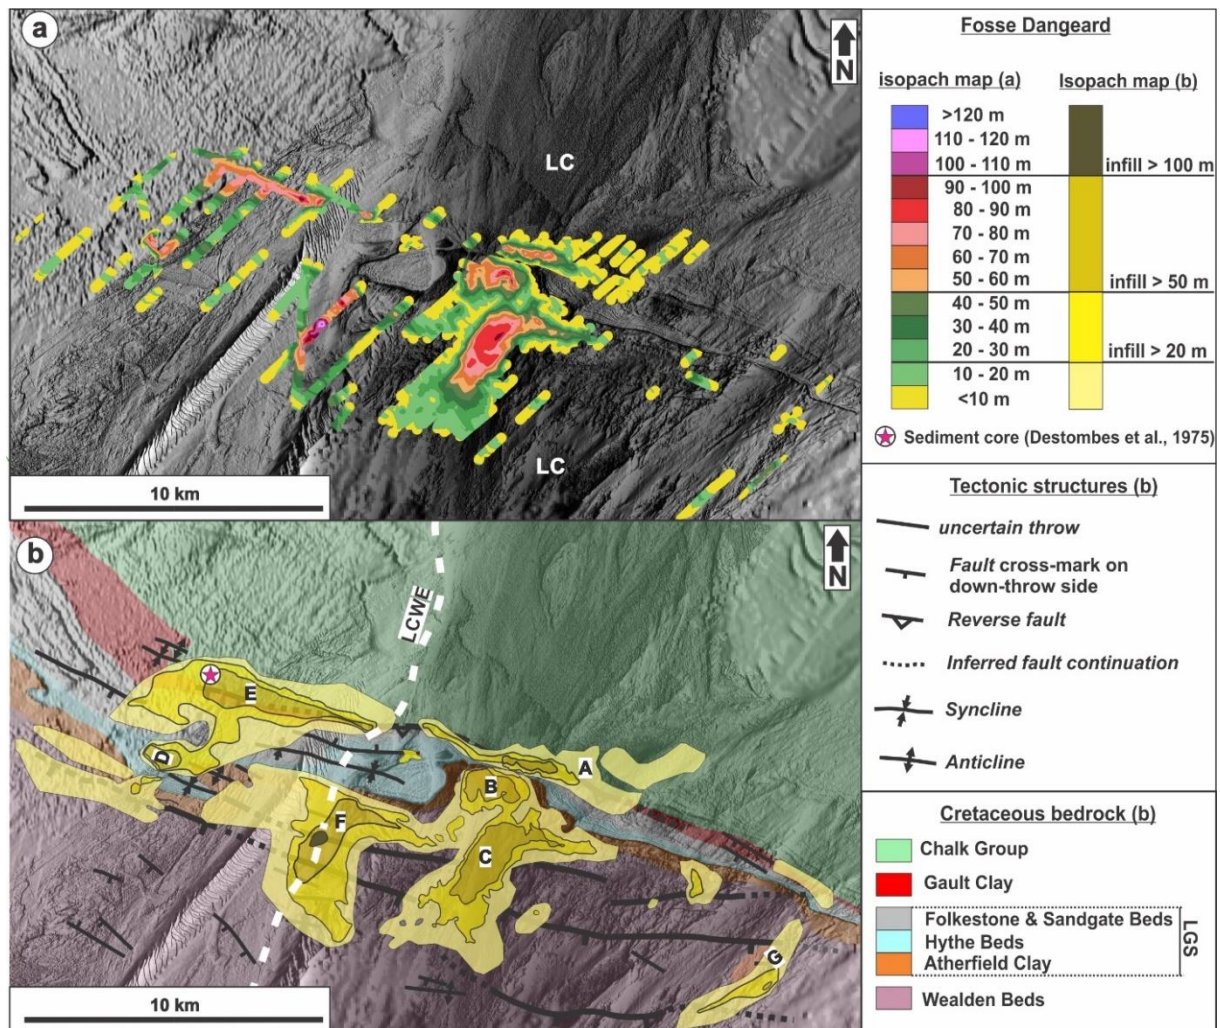 a
N
LC
LC
10 km
b
N
LCWE
E
D
A
B
F
C
G
10 km
Fosse Dangeard
isopach map (a)
Isopach map (b)
>120 m
110 - 120 m
100 - 110 m
infill > 100 m
90 - 100 m
80 - 90 m
70 - 80 m
60 - 70 m
50 - 60 m
infill > 50 m
40 - 50 m
30 - 40 m
20 - 30 m
infill > 20 m
10 - 20 m
<10 m
Sediment core (Destombes et al., 1975)
Tectonic structures (b)
uncertain throw
Fault cross-mark on
down-throw side
Reverse fault
Inferred fault continuation
Syncline
Anticline
Cretaceous bedrock (b)
Chalk Group
Gault Clay
Folkestone & Sandgate Beds
Hythe Beds
Atherfield Clay
LGS
Wealden Beds